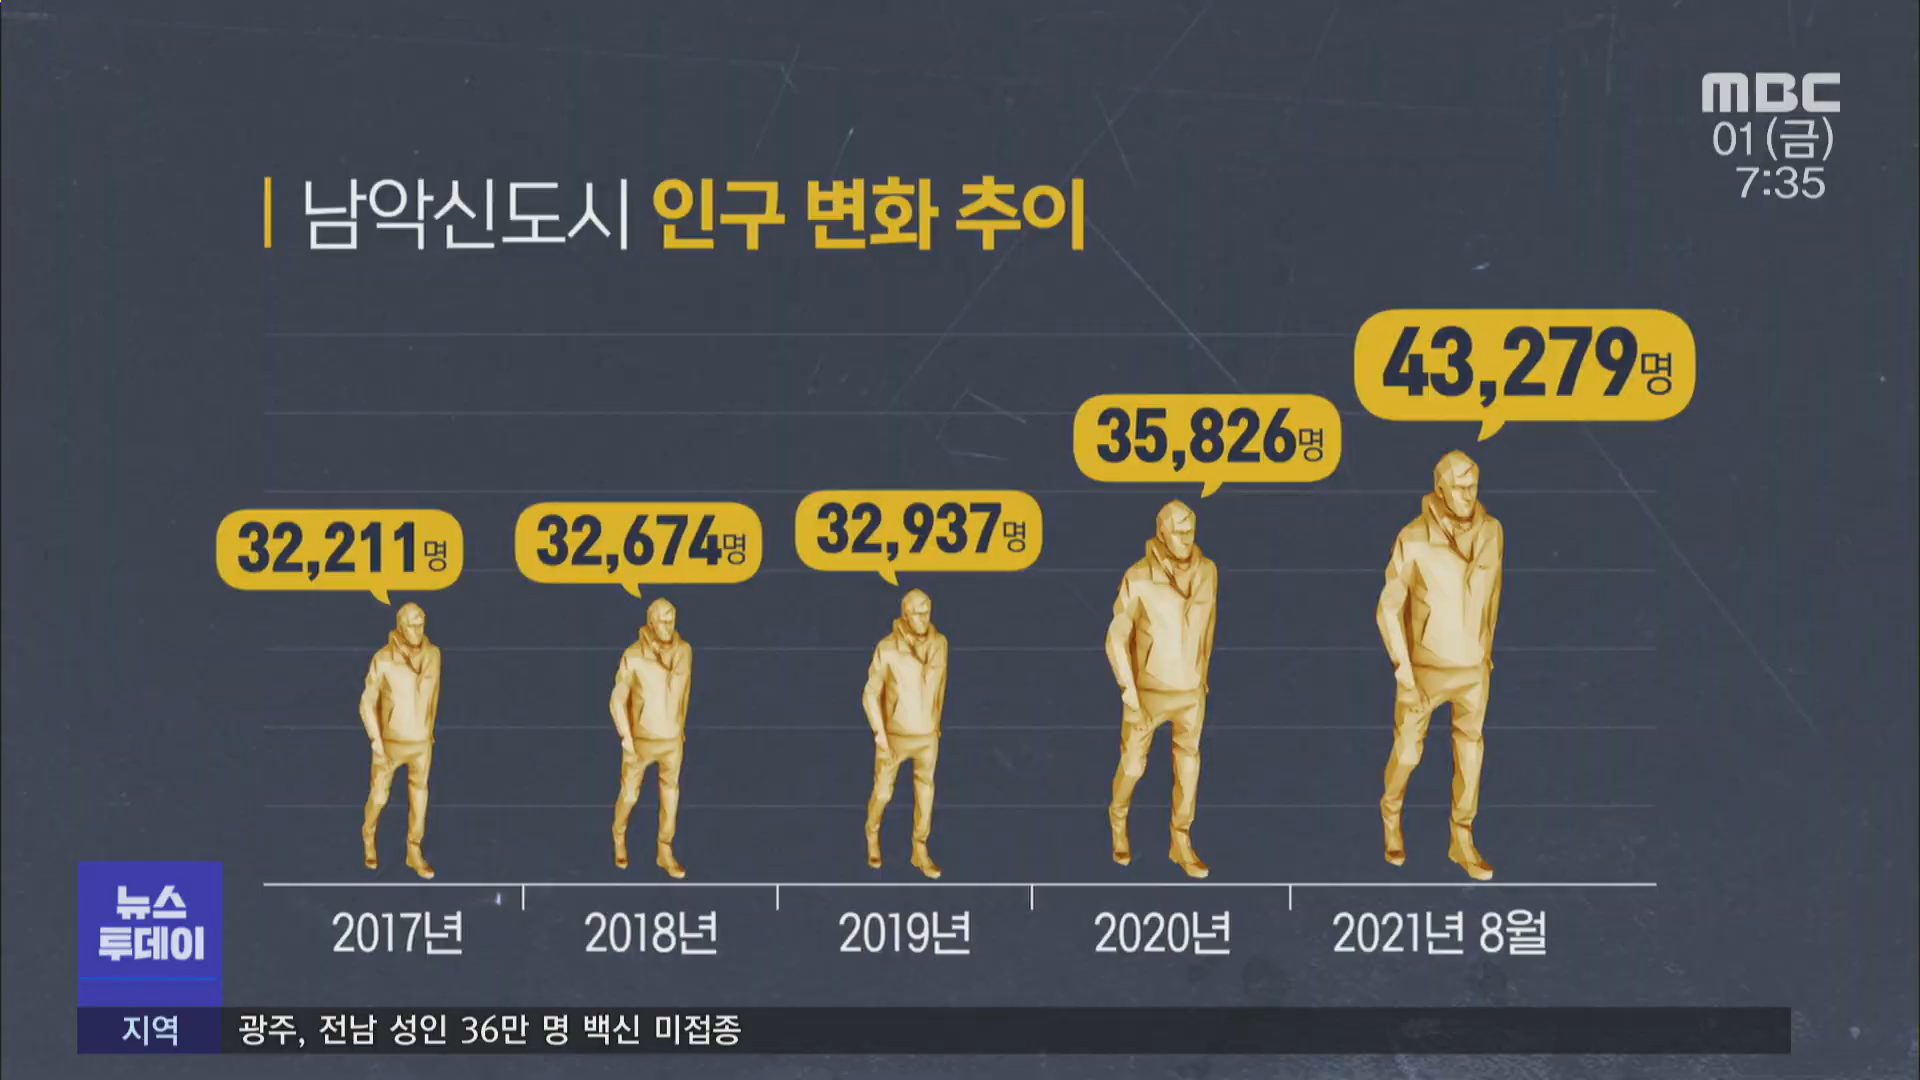 MBC
01(금)
7:35
남악신도시 인구 변화 추이
32,211명
32,674명
32,937명
35,826명
43,279명
2017년
2018년
2019년
2020년
2021년 8월
뉴스
투데이
지역
광주, 전남 성인 36만 명 백신 미접종